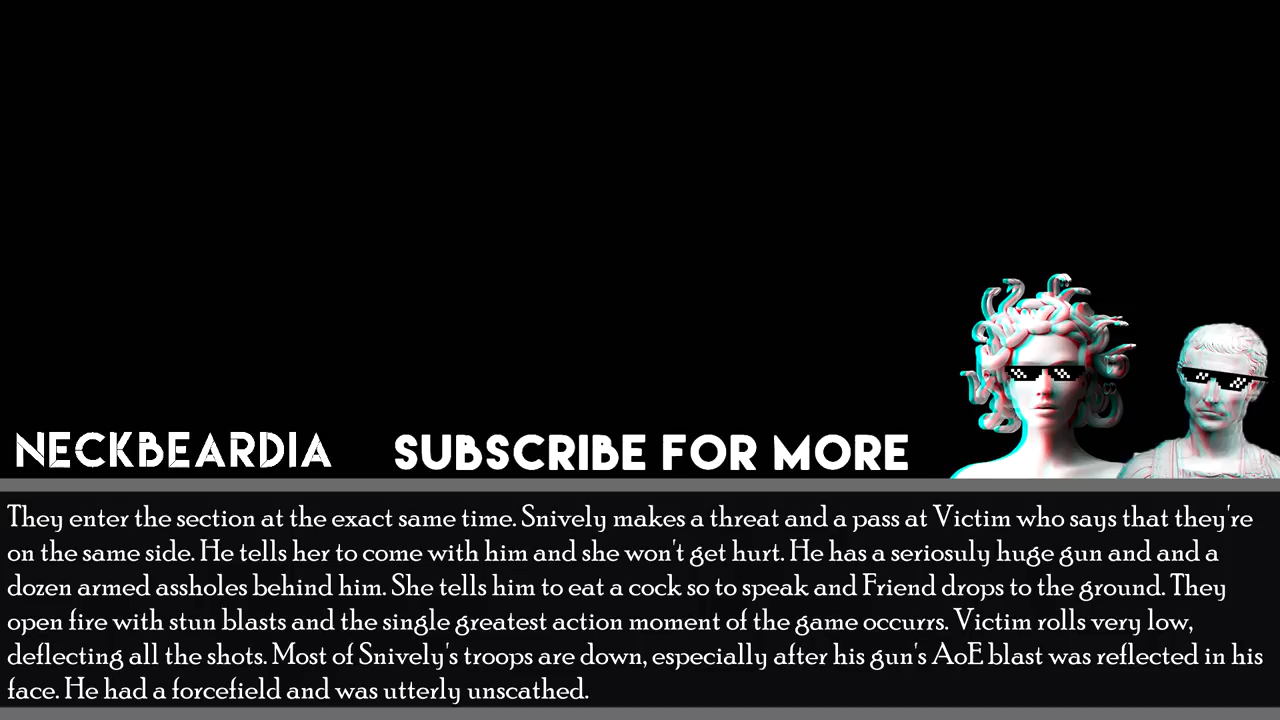 NECKBEARDIA SUBSCRIBE FOR MORE
They enter the section at the exact same time. Snively makes a threat and a pass at Victim who says that they're
on the same side. He tells her to come with him and she won't get hurt. He has a seriosuly huge gun and and a
dozen armed assholes behind him. She tells him to eat a cock so to speak and Friend drops to the ground. They
open fire with stun blasts and the single greatest action moment of the game occurrs. Victim rolls very low,
deflecting all the shots. Most of Snively's troops are down, especially after his gun's AoE blast was reflected in his
face. He had a forcefield and was utterly unscathed.